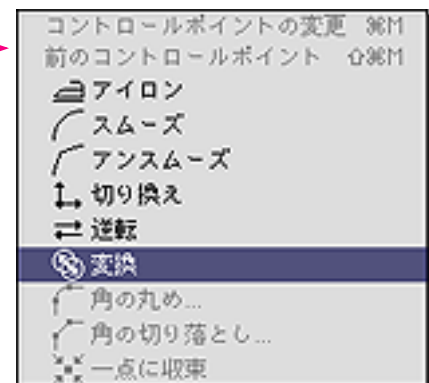 コントロールポイントの変更 ⌘M
前のコントロールポイント ⇧⌘M
アイロン
スムーズ
アンスムーズ
切り換え
逆転
変換
角の丸め...
角の切り落とし...
一点に収束